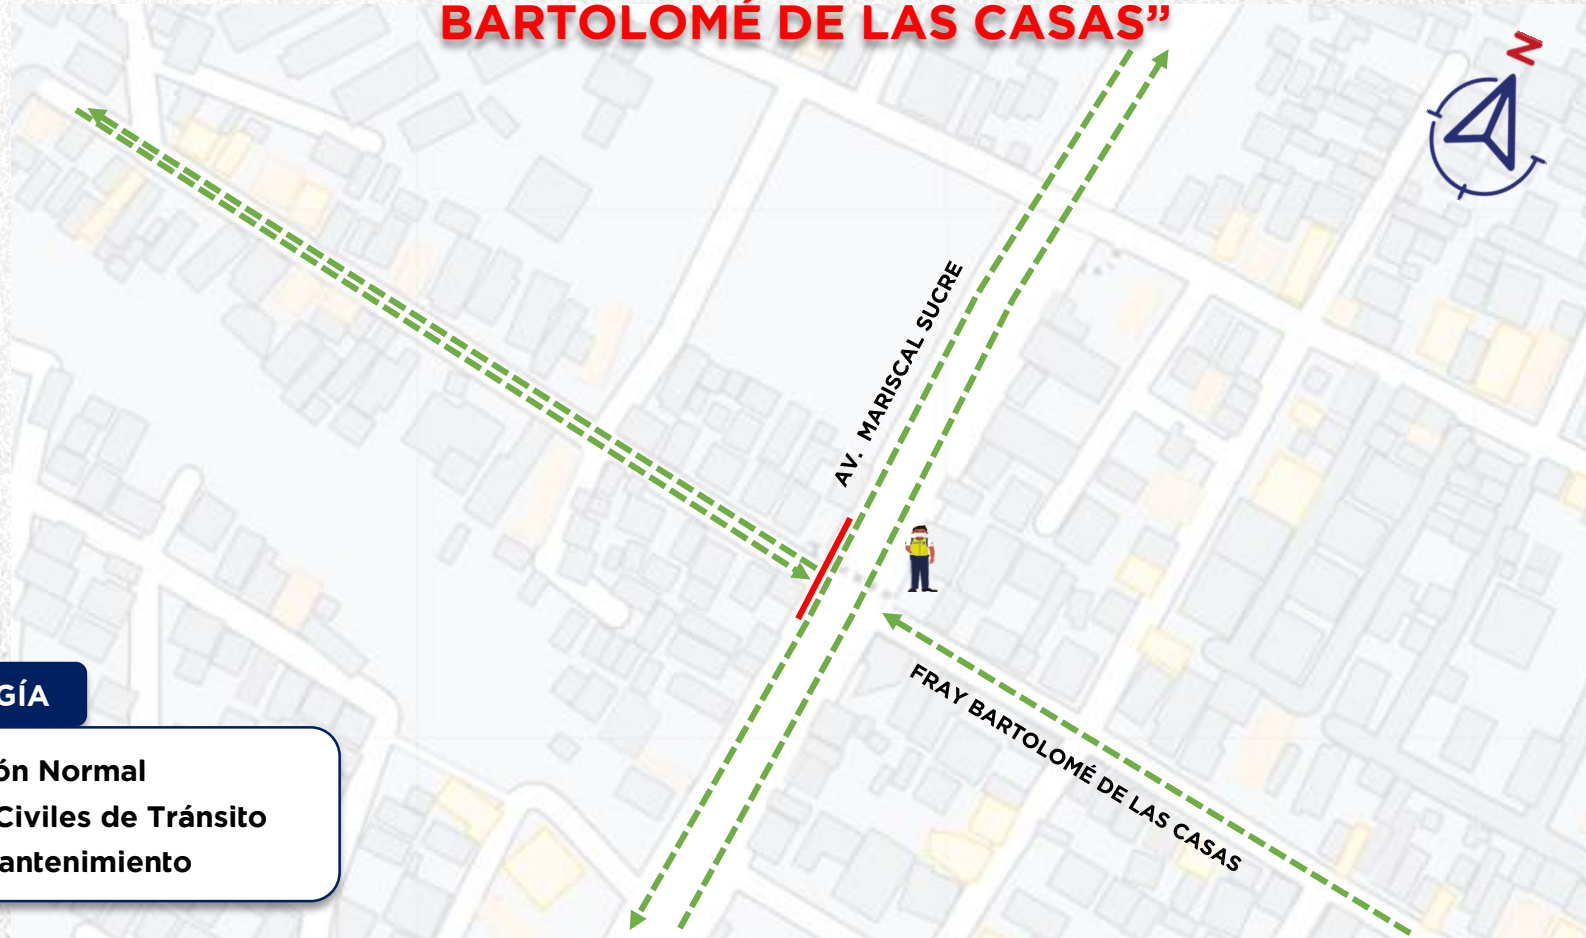 BARTOLOMÉ DE LAS CASAS”
N
AV. MARISCAL SUCRE
FRAY BARTOLOMÉ DE LAS CASAS
GÍA
ón Normal
Civiles de Tránsito
antenimiento